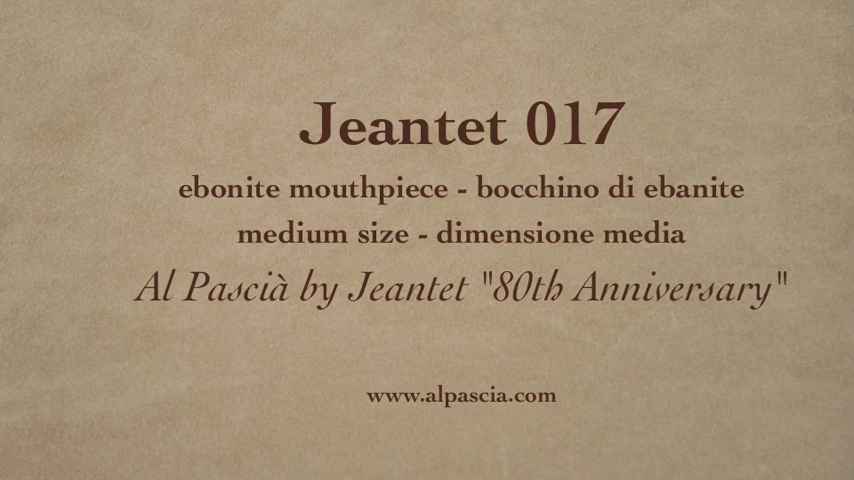 Jeantet 017
ebonite mouthpiece - bocchino di ebanite
medium size - dimensione media
Al Pascià by Jeantet "80th Anniversary"
www.alpascia.com